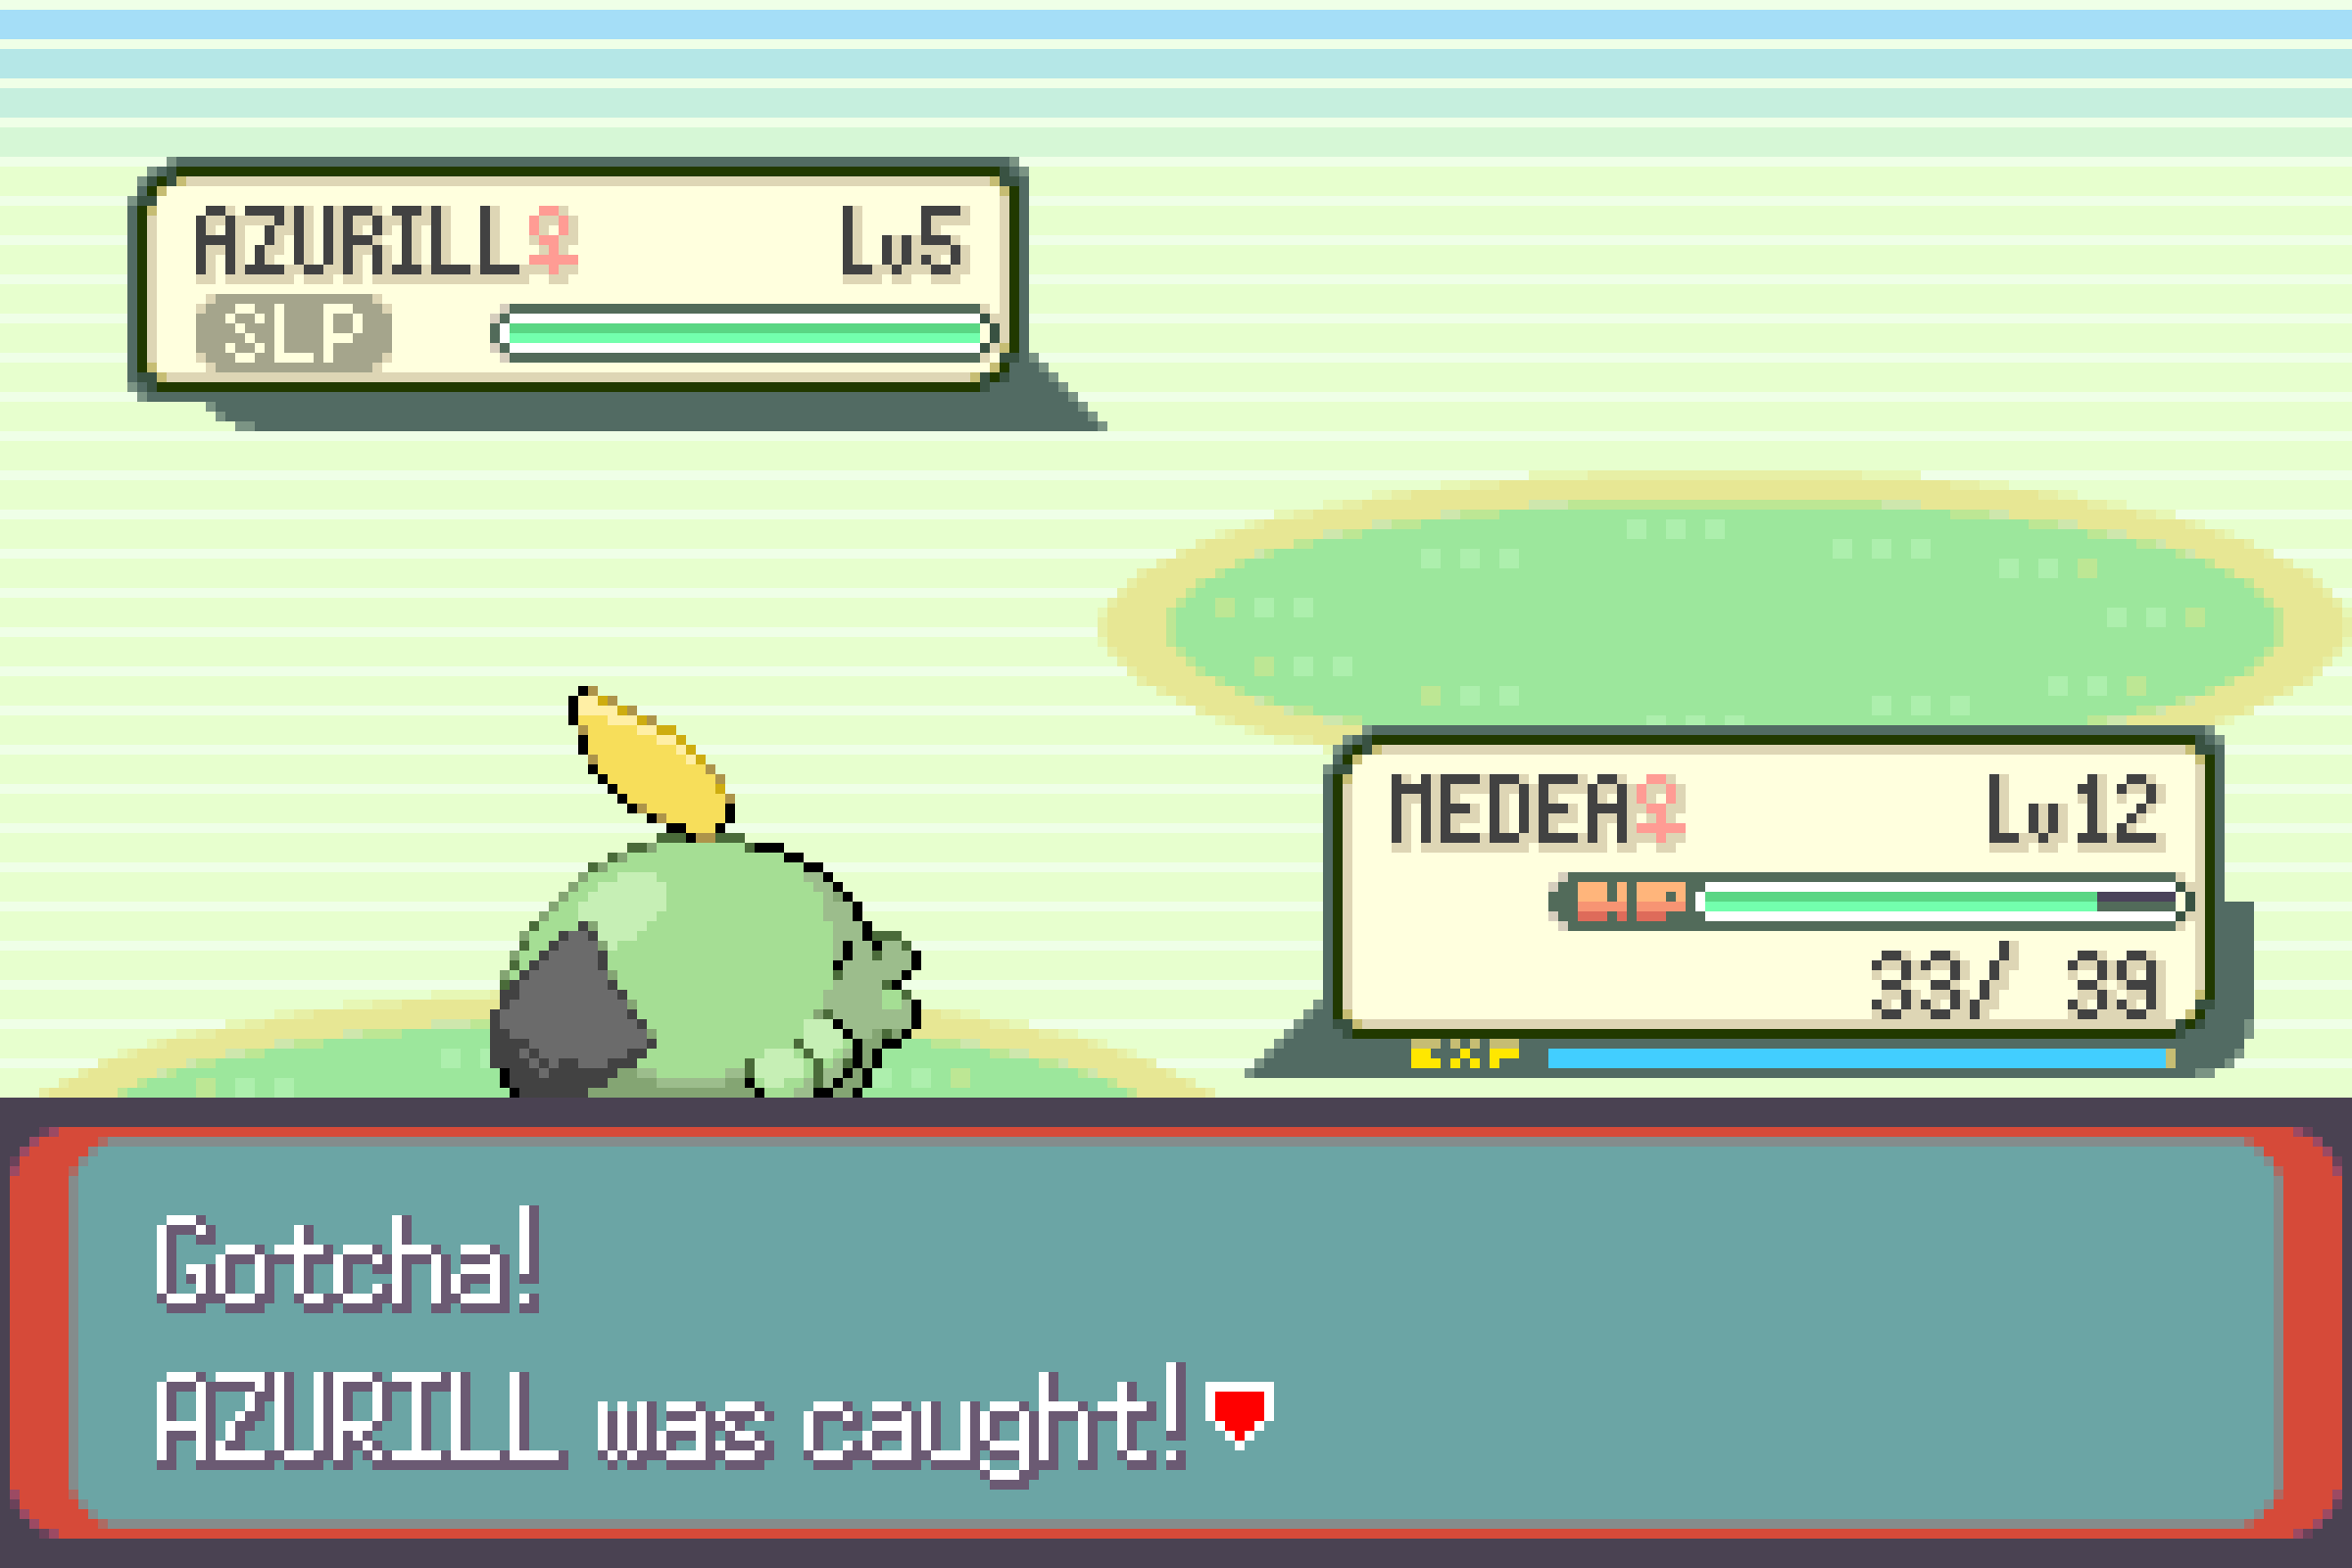 AZURILL♀ Lv5
SLP
MEDEA♀ Lv12
HP
33/ 39
EXP
Gotcha!
AZURILL was caught!♥